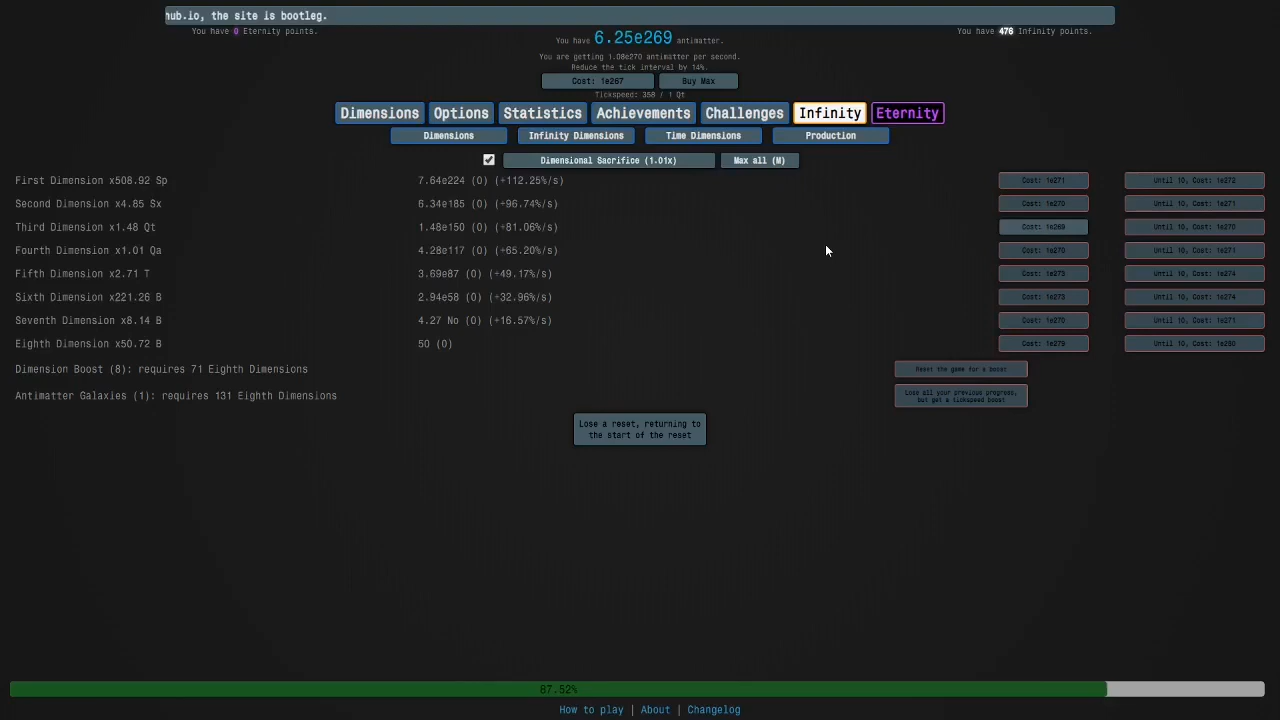 hub.io, the site is bootleg.
You have 0 Eternity points.
You have 6.25e269 antimatter.
You have 476 Infinity points.
You are getting 1.08e270 antimatter per second.
Reduce the tick interval by 14%.
Cost: 1e267 Buy Max
Tickspeed: 358 / 1 Qt
Dimensions Options Statistics Achievements Challenges Infinity Eternity
Dimensions Infinity Dimensions Time Dimensions Production
Dimensional Sacrifice (1.01x) Max all (M)
First Dimension x508.92 Sp 7.64e224 (0) (+112.25%/s) Cost: 1e271 Until 10, Cost: 1e272
Second Dimension x4.85 Sx 6.34e185 (0) (+96.74%/s) Cost: 1e270 Until 10, Cost: 1e271
Third Dimension x1.48 Qt 1.48e150 (0) (+81.06%/s) Cost: 1e269 Until 10, Cost: 1e270
Fourth Dimension x1.01 Qa 4.28e117 (0) (+65.20%/s) Cost: 1e270 Until 10, Cost: 1e271
Fifth Dimension x2.71 T 3.69e87 (0) (+49.17%/s) Cost: 1e273 Until 10, Cost: 1e274
Sixth Dimension x221.26 B 2.94e58 (0) (+32.96%/s) Cost: 1e273 Until 10, Cost: 1e274
Seventh Dimension x8.14 B 4.27 No (0) (+16.57%/s) Cost: 1e270 Until 10, Cost: 1e271
Eighth Dimension x50.72 B 50 (0) Cost: 1e279 Until 10, Cost: 1e280
Dimension Boost (8): requires 71 Eighth Dimensions Reset the game for a boost
Antimatter Galaxies (1): requires 131 Eighth Dimensions
Lose all your previous progress,
but get a tickspeed boost
Lose a reset, returning to
the start of the reset
87.52%
How to play | About | Changelog